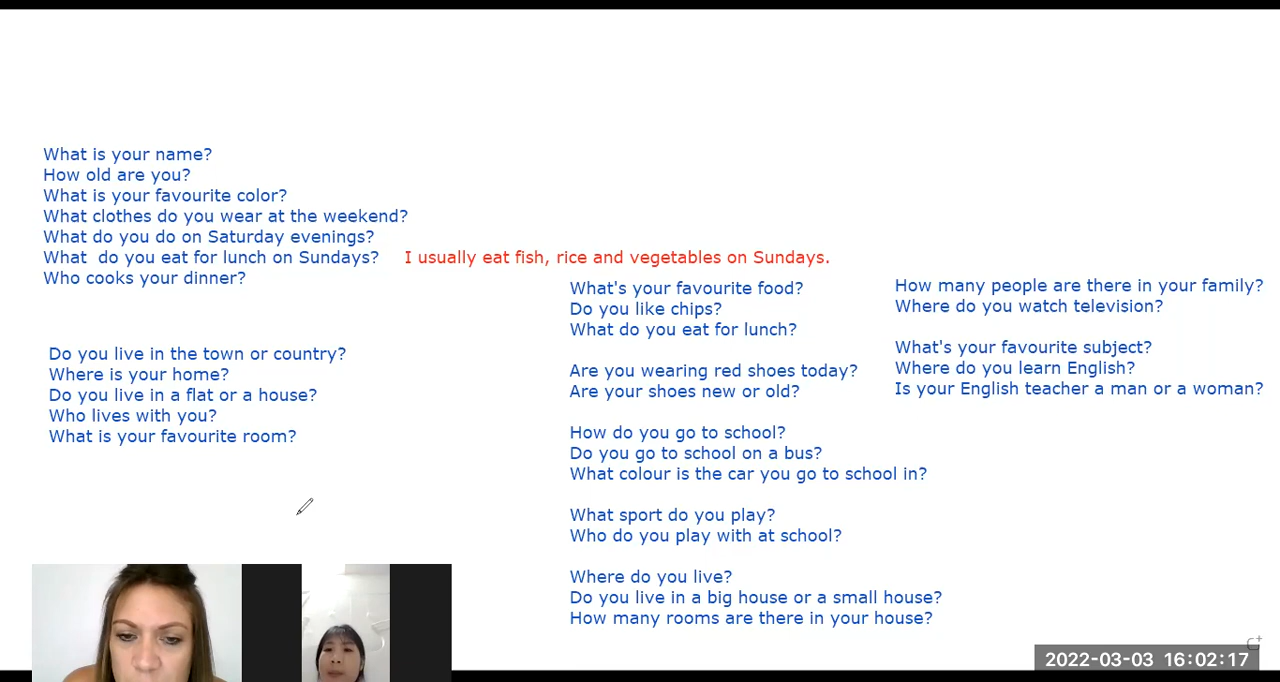 What is your name?
How old are you?
What is your favourite color?
What clothes do you wear at the weekend?
What do you do on Saturday evenings?
What  do you eat for lunch on Sundays?
I usually eat fish, rice and vegetables on Sundays.
Who cooks your dinner?
Do you live in the town or country?
Where is your home?
Do you live in a flat or a house?
Who lives with you?
What is your favourite room?
What's your favourite food?
Do you like chips?
What do you eat for lunch?
Are you wearing red shoes today?
Are your shoes new or old?
How do you go to school?
Do you go to school on a bus?
What colour is the car you go to school in?
What sport do you play?
Who do you play with at school?
Where do you live?
Do you live in a big house or a small house?
How many rooms are there in your house?
How many people are there in your family?
Where do you watch television?
What's your favourite subject?
Where do you learn English?
Is your English teacher a man or a woman?
2022-03-03 16:02:17